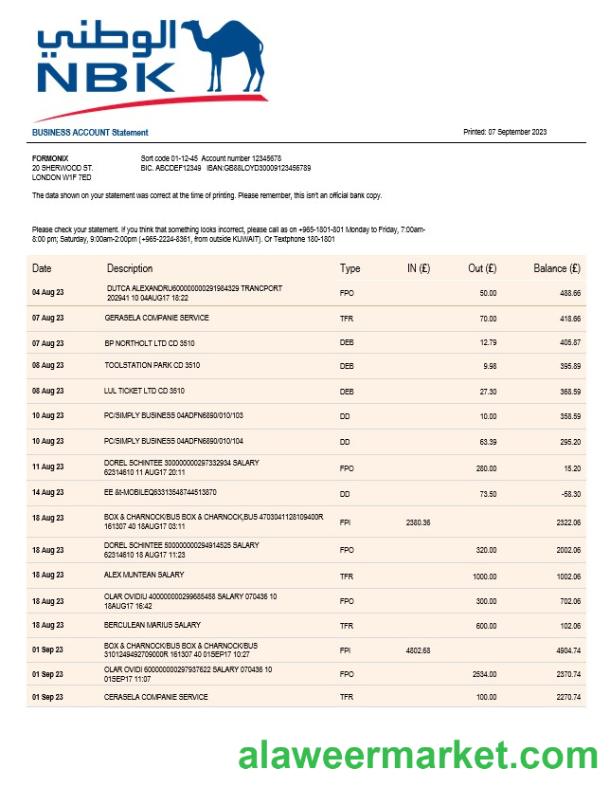 الوطني
NBK
BUSINESS ACCOUNT Statement Printed: 07 September 2023
FORMONIX Sort code 01-12-45 Account number 12345678
20 SHERWOOD ST. BIC. ABCDEF12349 IBAN:GB88LOYD30009123456789
LONDON W1F 7ED
The data shown on your statement was correct at the time of printing. Please remember, this isn't an official bank copy.
Please check your statement. If you think that something looks incorrect, please call as on +965-1801-801 Monday to Friday, 7:00am-
8:00 pm; Saturday, 9:00am-2:00pm (+965-2224-8361, from outside KUWAIT). Or Textphone 180-1801
Date Description Type IN (£) Out (£) Balance (£)
04 Aug 23 DUTCA ALEXANDRU600000000291984329 TRANCPORT
202941 10 04AUG17 18:22 FPO 50.00 488.66
07 Aug 23 GERASELA COMPANIE SERVICE TFR 70.00 418.66
07 Aug 23 BP NORTHOLT LTD CD 3510 DEB 12.79 405.87
08 Aug 23 TOOLSTATION PARK CD 3510 DEB 9.98 395.89
08 Aug 23 LUL TICKET LTD CD 3510 DEB 27.30 368.59
10 Aug 23 PC/SIMPLY BUSINESS 04ADFN6890/010/103 DD 10.00 358.59
10 Aug 23 PC/SIMPLY BUSINESS 04ADFN6890/010/104 DD 63.39 295.20
11 Aug 23 DOREL SCHINTEE 300000000297332934 SALARY
62314610 11 AUG17 20:11 FPO 280.00 15.20
14 Aug 23 EE &t-MOBILEQ63313548744513870 DD 73.50 -58.30
18 Aug 23 BOX & CHARNOCK/BUS BOX & CHARNOCK,BUS 4703041128109400R
161307 40 18AUG17 03:11 FPI 2380.36 2322.06
18 Aug 23 DOREL SCHINTEE 500000000294914525 SALARY
62314610 18 AUG17 11:23 FPO 320.00 2002.06
18 Aug 23 ALEX MUNTEAN SALARY TFR 1000.00 1002.06
18 Aug 23 OLAR OVIDIU 400000000299685458 SALARY 070436 10
18AUG17 16:42 FPO 300.00 702.06
18 Aug 23 BERCULEAN MARIUS SALARY TFR 600.00 102.06
01 Sep 23 BOX & CHARNOCK/BUS BOX & CHARNOCK/BUS
3101249492709000R 161307 40 01SEP17 10:27 FPI 4802.68 4904.74
01 Sep 23 OLAR OVIDI 600000000297937622 SALARY 070436 10
01SEP17 11:07 FPO 2534.00 2370.74
01 Sep 23 CERASELA COMPANIE SERVICE TFR 100.00 2270.74
alaweermarket.com